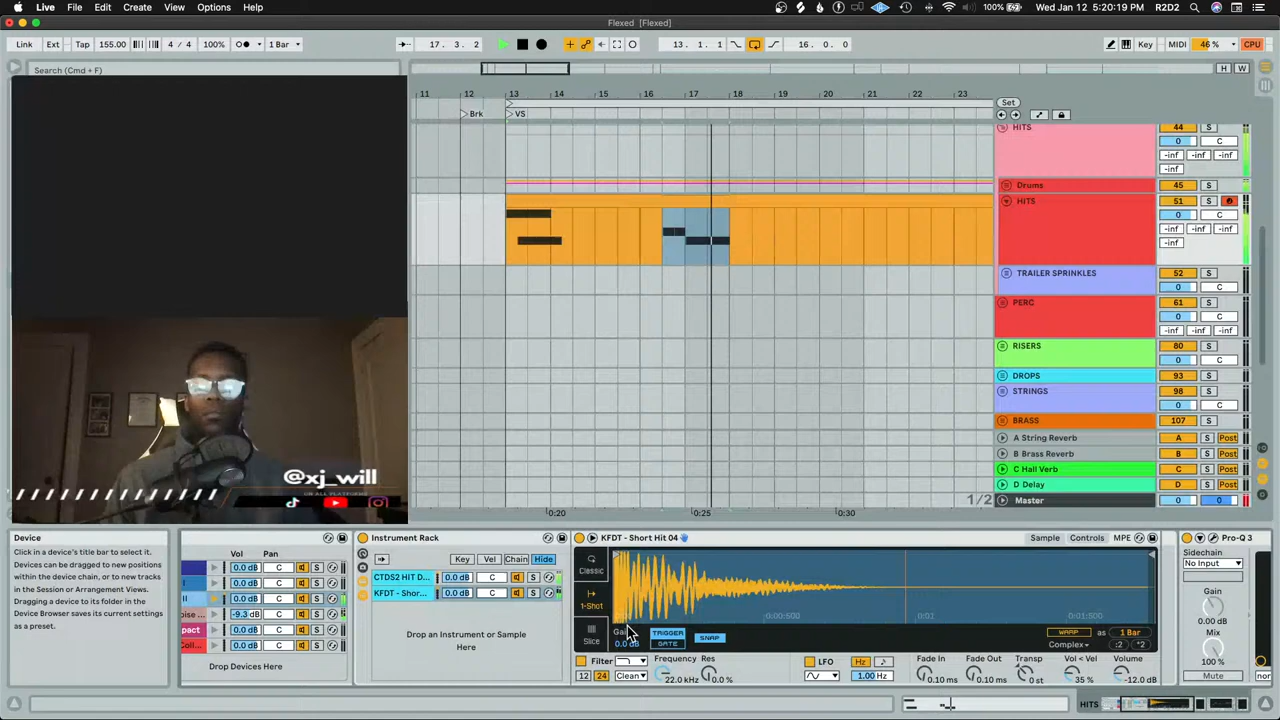 Live File Edit Create View Options Help 100% Wed Jan 12 5:20:19 PM R2D2
Flexed [Flexed]
Link Ext Tap 155.00 4 / 4 100% 1 Bar 17. 3. 2 13. 1. 1 16. 0. 0 Key MIDI 46 % CPU
Search (Cmd + F) H W
11 12 13 14 15 16 17 18 19 20 21 22 23 Set
Brk VS
HITS 44 S
0 C
-inf -inf -inf
-inf
Drums 45 S
HITS 51 S
0 C
-inf -inf -inf
-inf
TRAILER SPRINKLES 52 S
0 C
PERC 61 S
0 C
-inf -inf -inf
RISERS 80 S
0 C
DROPS 93 S
STRINGS 98 S
0 C
BRASS 107 S
A String Reverb A S Post
B Brass Reverb B S Post
C Hall Verb C S Post
D Delay D S Post
1/2 Master 0 0
0:20 0:25 0:30
@xj_will
ON ALL PLATFORMS
Device
Click in a device's title bar to select it.
Devices can be dragged to new positions
within the device chain, or to new tracks
in the Session or Arrangement Views.
Dragging a device to its folder in the
Device Browser saves its current settings
as a preset.
Vol Pan
0.0 dB C S
0.0 dB C S
0.0 dB C S
-9.3 dB C S
pact 0.0 dB C S
0.0 dB C S
Drop Devices Here
Instrument Rack
Key Vel Chain Hide
CTDS2 HIT D... 0.0 dB C S
KFDT - Shor... 0.0 dB C S
Drop an Instrument or Sample
Here
KFDT - Short Hit 04 Sample Controls MPE
Classic
1-Shot
Slice
0:00:500 0:02 0:01:500
Gain
0.0 dB TRIGGER GATE SNAP WARP as 1 Bar
Complex :2 *2
Filter Frequency Res LFO Hz Fade In Fade Out Transp Vol < Vel Volume
12 24 Clean 22.0 kHz 0.0 % 1.00 Hz 0.10 ms 0.10 ms 0 st 35 % -12.0 dB
Pro-Q 3
Sidechain
No Input
Gain
0.00 dB
Mix
100 %
Mute
HITS